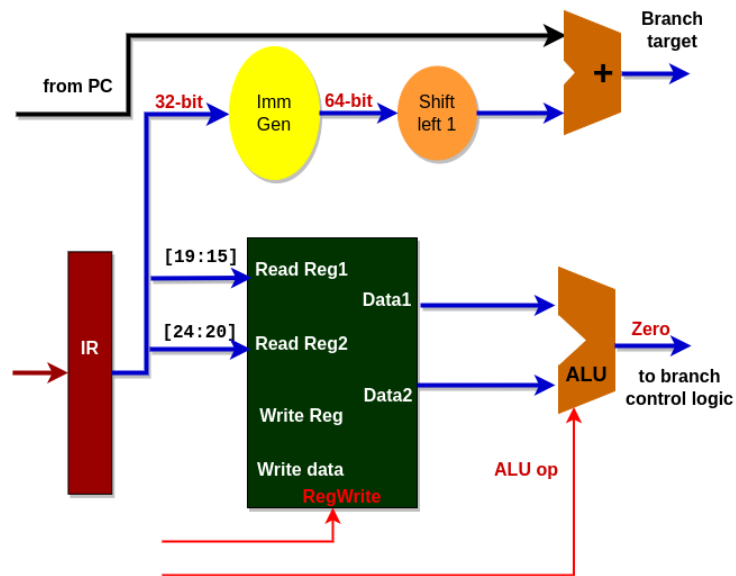 Branch
target
from PC
32-bit
Imm
Gen
64-bit
Shift
left 1
+
[19:15]
Read Reg1
Data1
[24:20]
IR
Read Reg2
Zero
ALU
to branch
control logic
Data2
Write Reg
Write data
ALU op
RegWrite